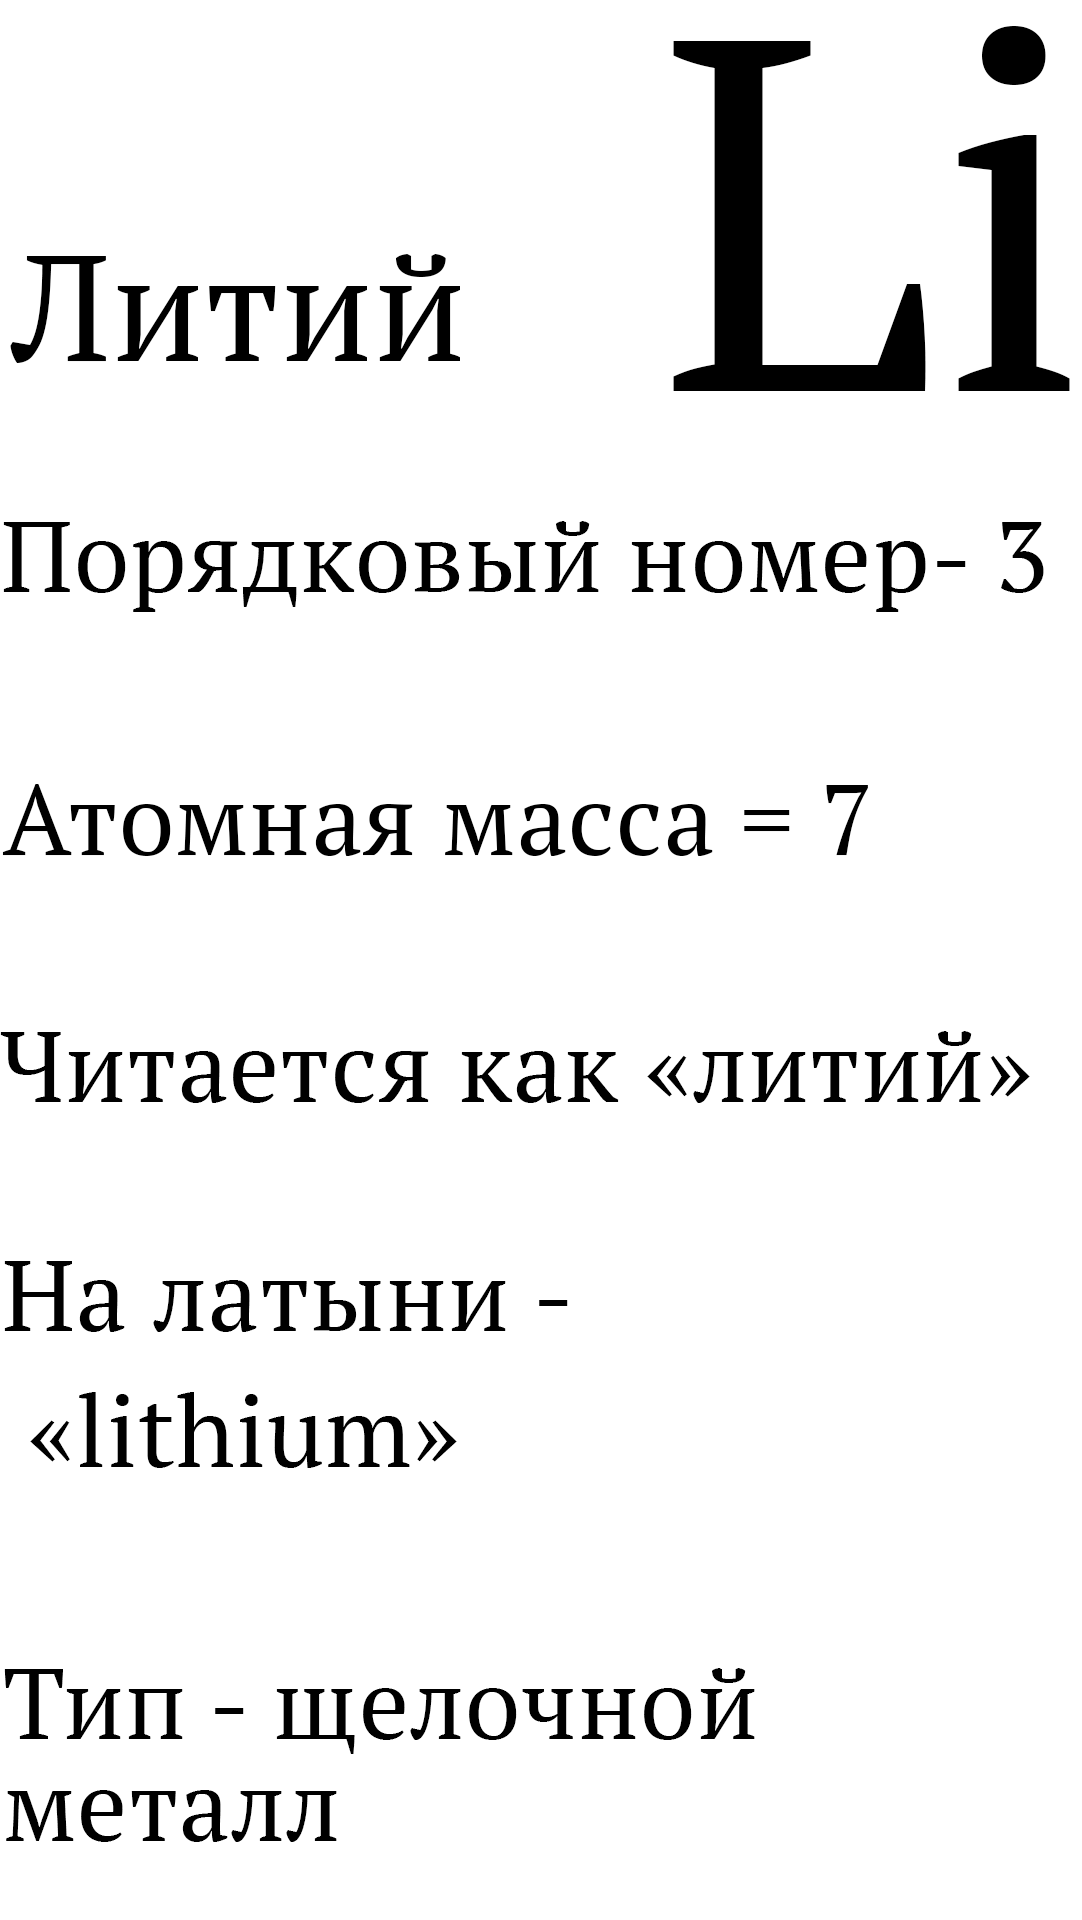 Литий Li
Порядковый номер- 3
Атомная масса = 7
Читается как «литий»
На латыни -
«lithium»
Тип - щелочной
металл